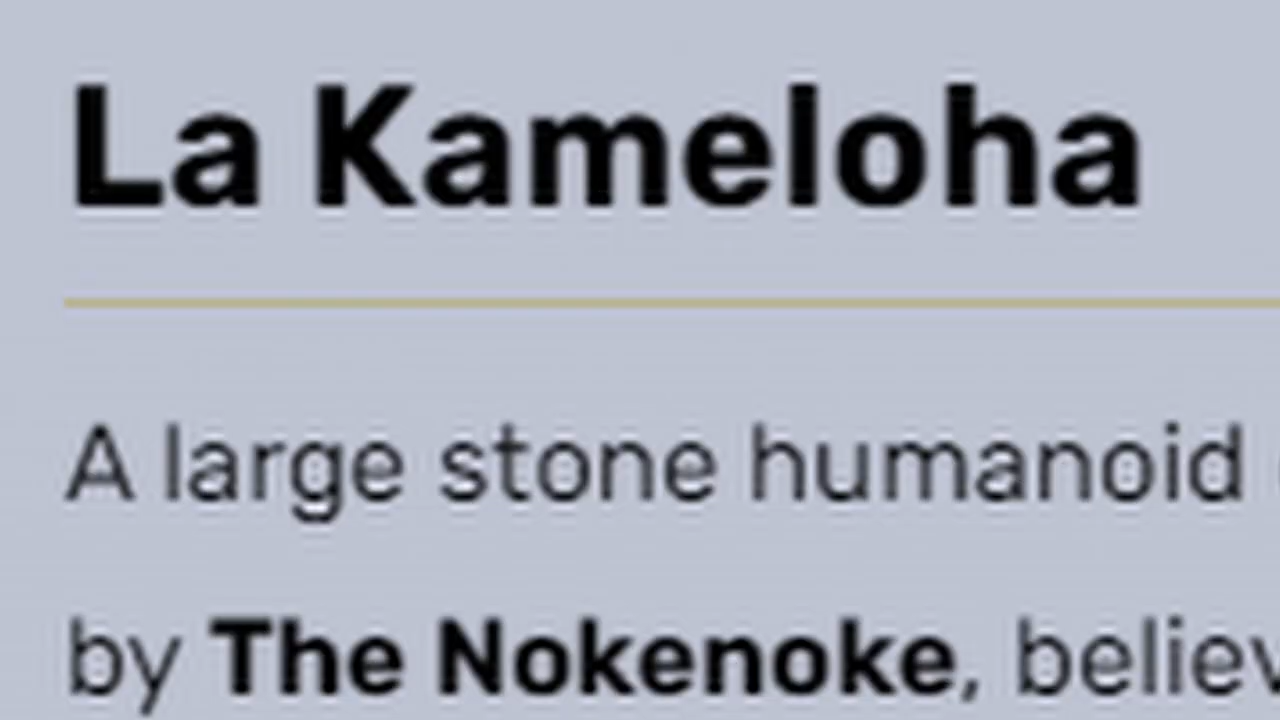 La Kameloha
A large stone humanoid
by The Nokenoke, believ